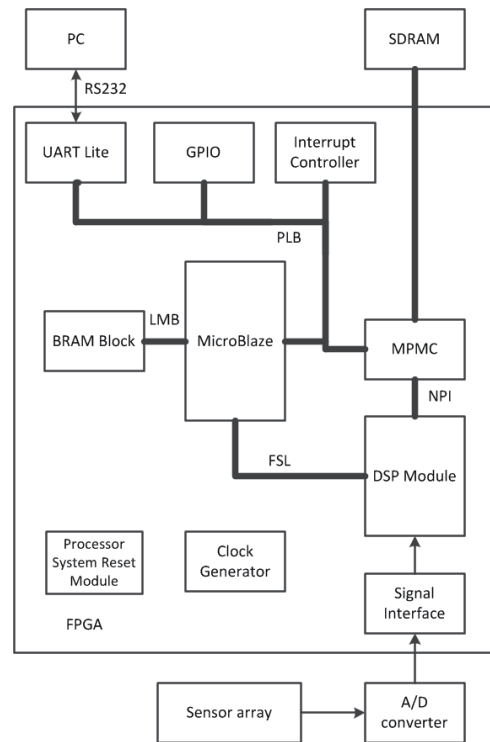 PC
SDRAM
RS232
UART Lite
GPIO
Interrupt
Controller
PLB
LMB
BRAM Block
MicroBlaze
MPMC
NPI
FSL
DSP Module
Processor
System Reset
Module
Clock
Generator
Signal
Interface
FPGA
Sensor array
A/D
converter